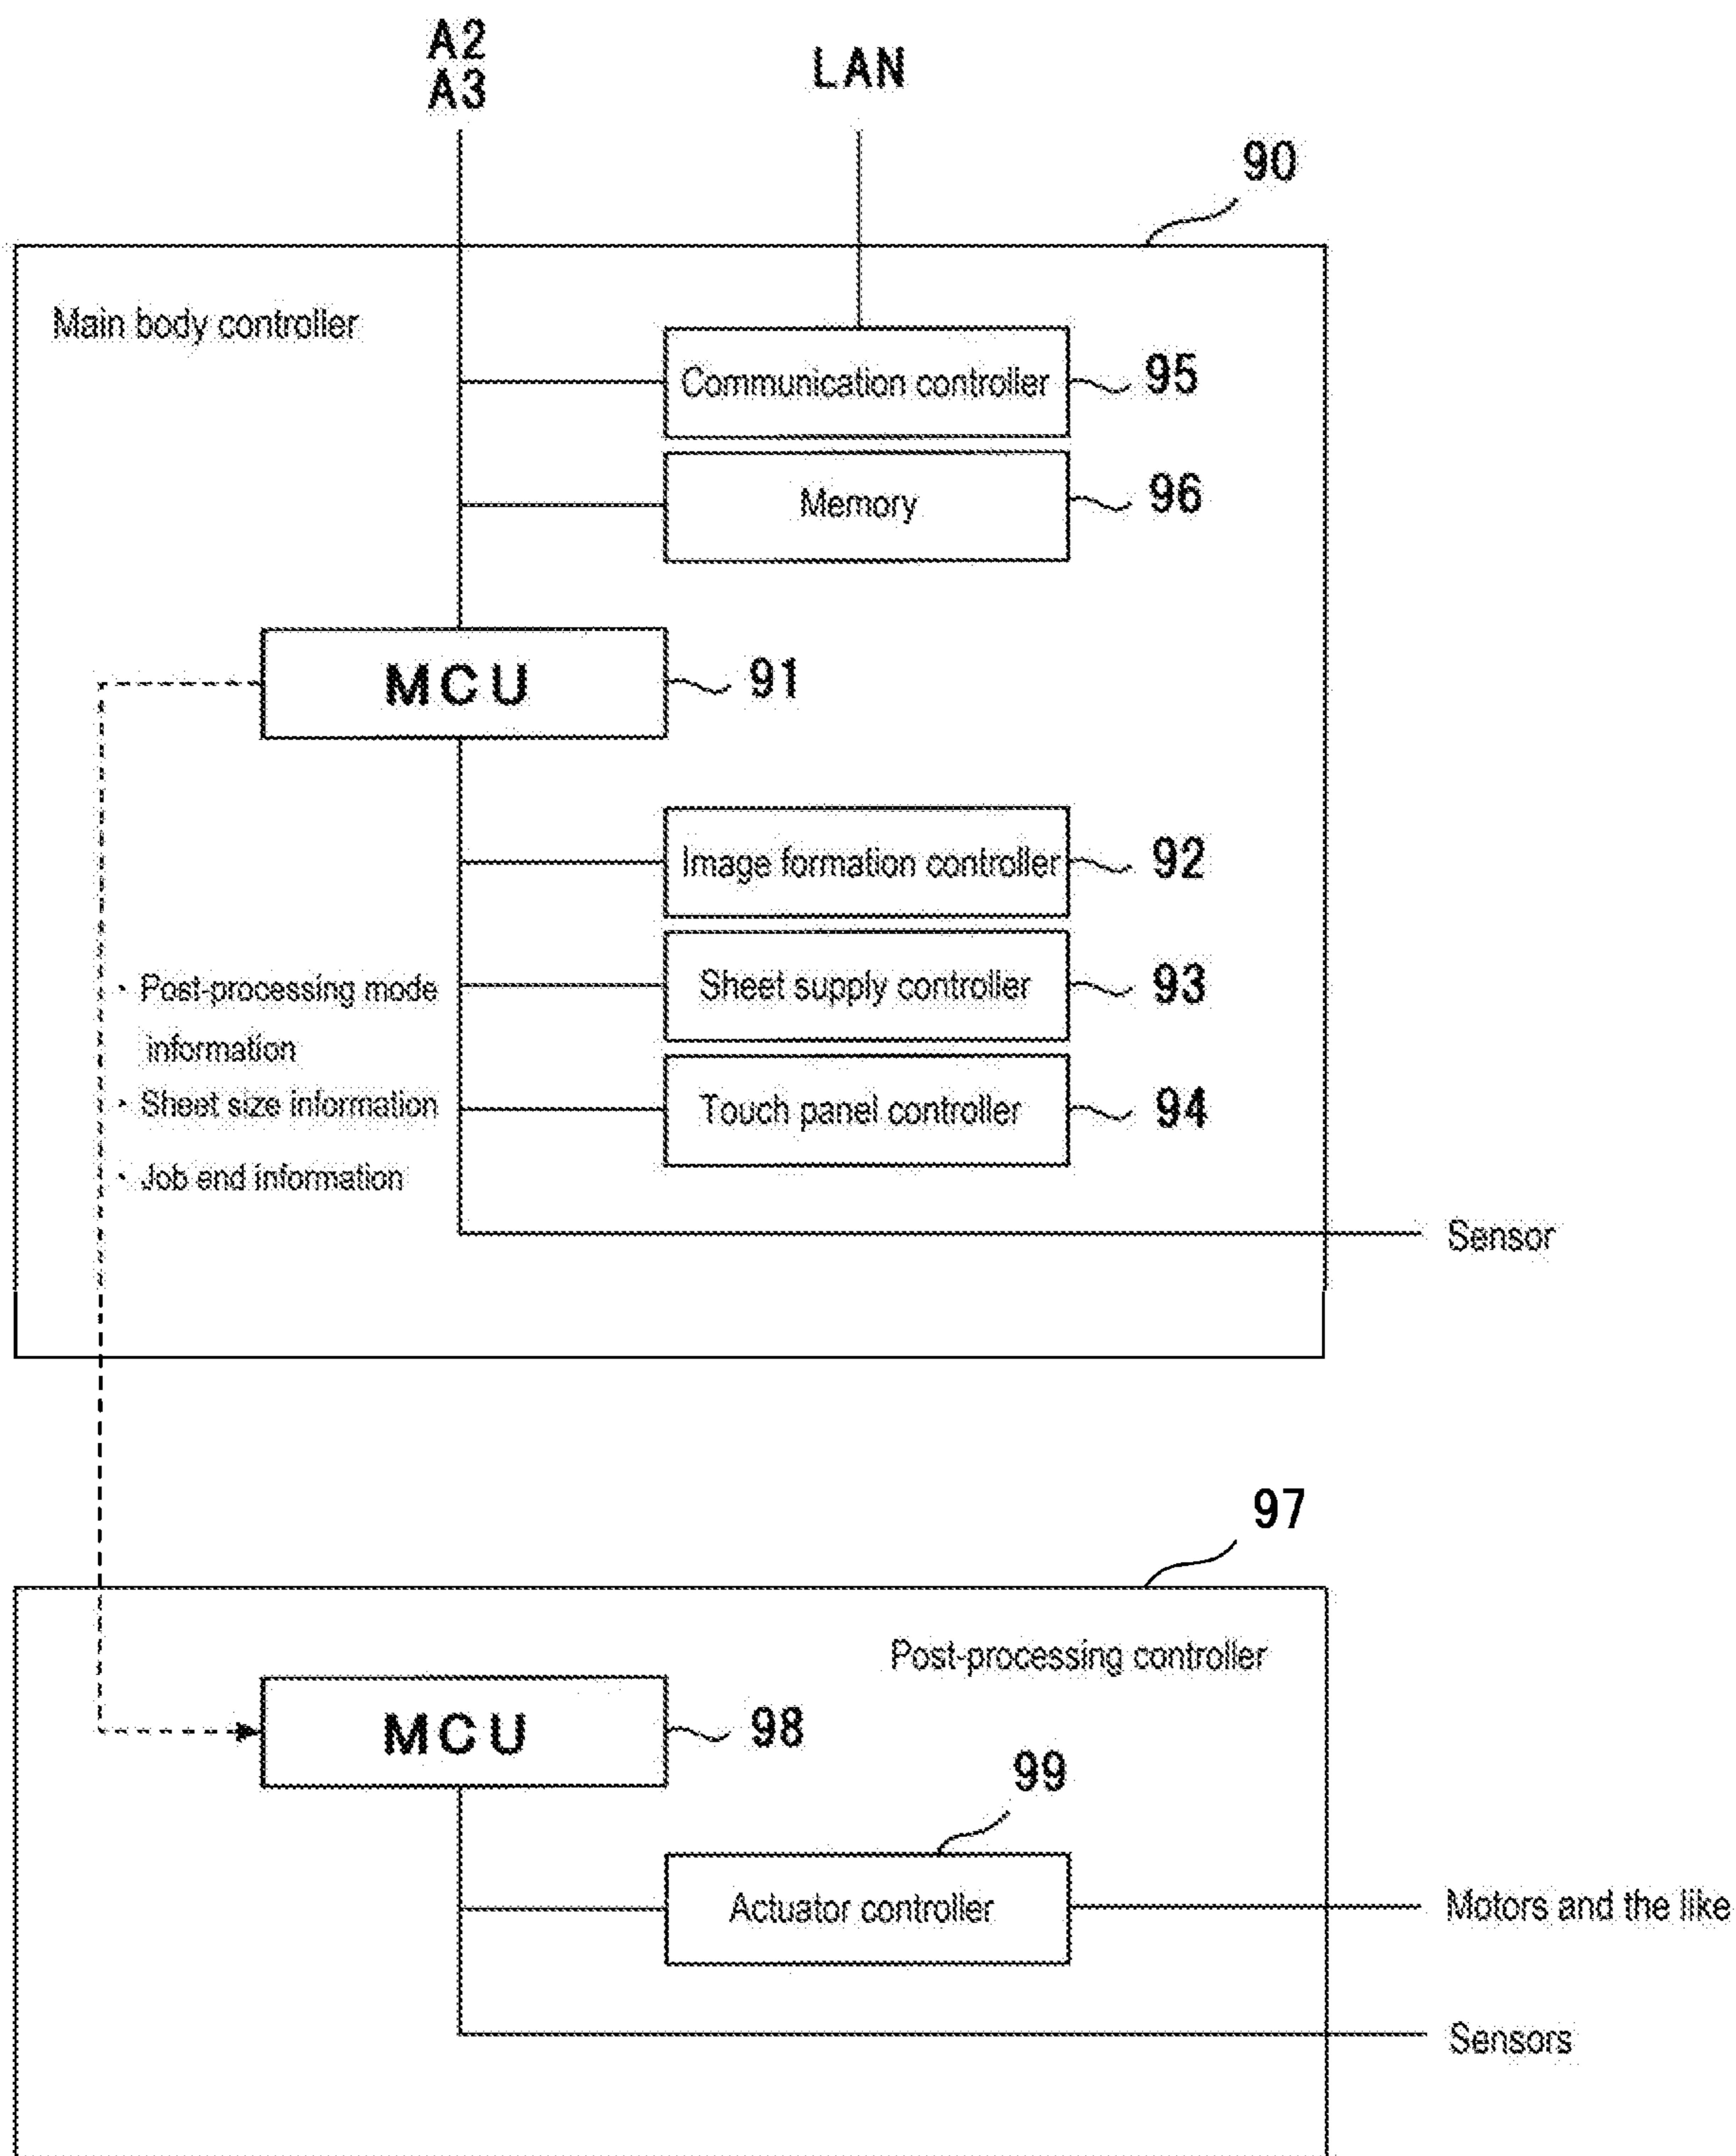 A2
A3
LAN
90
Main body controller
Communication controller
95
Memory
96
MCU
91
Image formation controller
92
· Post-processing mode
information
Sheet supply controller
93
· Sheet size information
Touch panel controller
94
· Job end information
Sensor
97
Post-processing controller
MCU
98
99
Actuator controller
Motors and the like
Sensors